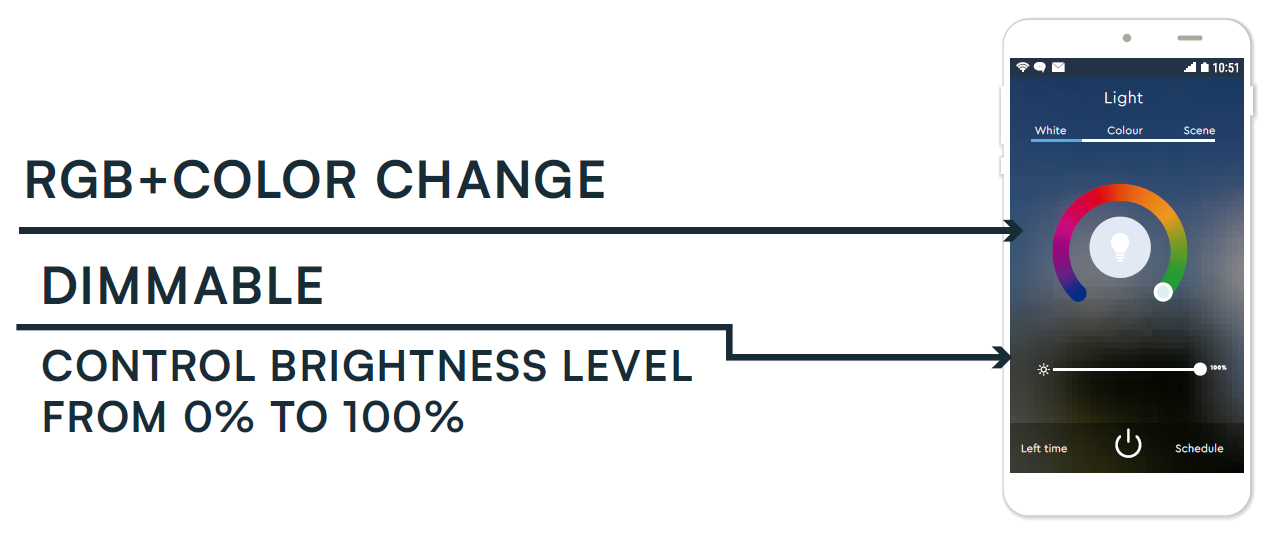 RGB+COLOR CHANGE
DIMMABLE
CONTROL BRIGHTNESS LEVEL
FROM 0% TO 100%
10:51
Light
White Colour Scene
100%
Left time Schedule